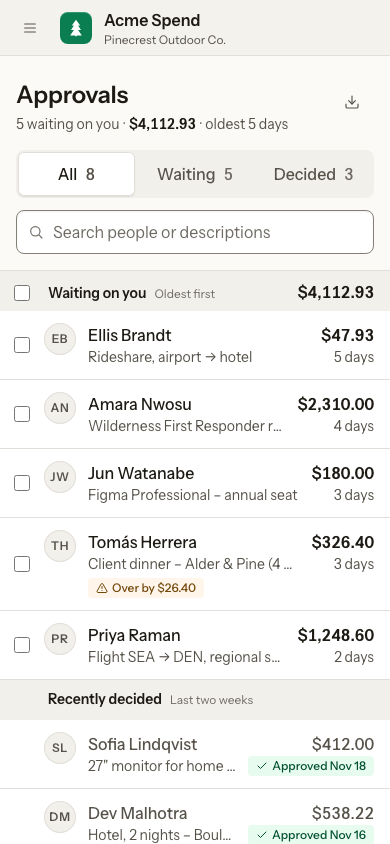 Acme Spend
Pinecrest Outdoor Co.
Approvals
5 waiting on you · $4,112.93 · oldest 5 days
All 8 Waiting 5 Decided 3
Search people or descriptions
Waiting on you Oldest first $4,112.93
EB Ellis Brandt $47.93
Rideshare, airport → hotel 5 days
AN Amara Nwosu $2,310.00
Wilderness First Responder r... 4 days
JW Jun Watanabe $180.00
Figma Professional – annual seat 3 days
TH Tomás Herrera $326.40
Client dinner – Alder & Pine (4 ... 3 days
Over by $26.40
PR Priya Raman $1,248.60
Flight SEA → DEN, regional s... 2 days
Recently decided Last two weeks
SL Sofia Lindqvist $412.00
27" monitor for home ... Approved Nov 18
DM Dev Malhotra $538.22
Hotel, 2 nights – Boul... Approved Nov 16